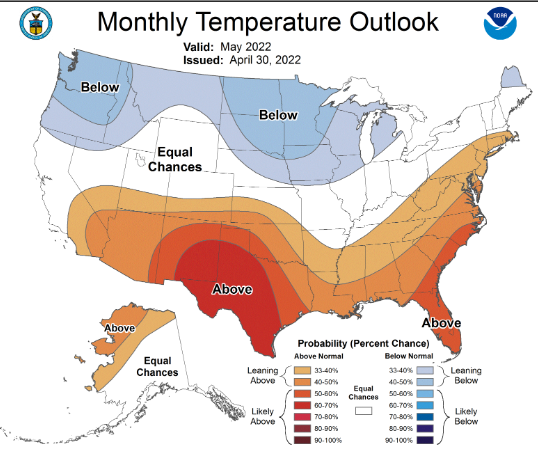 Monthly Temperature Outlook
NOAA
Valid: May 2022
Issued: April 30, 2022
Below
Below
Equal
Chances
Above
Above
Above
Equal
Chances
Probability (Percent Chance)
Above Normal
Below Normal
Leaning
Above
33-40%
40-50%
50-60%
60-70%
70-80%
80-90%
90-100%
Likely
Above
Equal
Chances
33-40%
40-50%
50-60%
60-70%
70-80%
80-90%
90-100%
Leaning
Below
Likely
Below